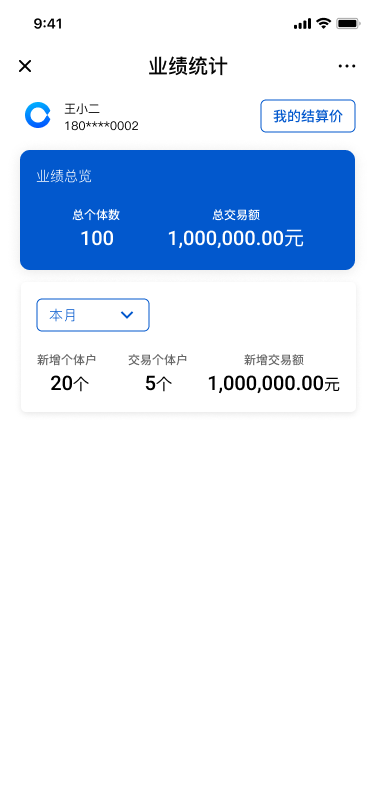 9:41
业绩统计
王小二
180****0002
我的结算价
业绩总览
总个体数 总交易额
100 1,000,000.00元
本月
新增个体户 交易个体户 新增交易额
20个 5个 1,000,000.00元